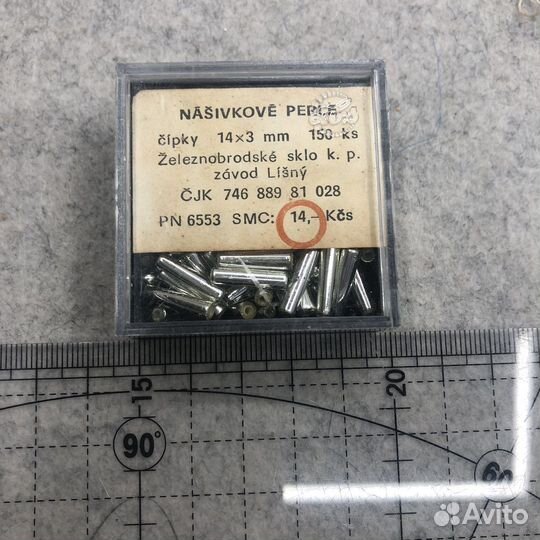 NÁŠIVKOVÉ PERLE
čípky 14×3 mm 150 ks
Železnobrodské sklo k. p.
závod Líšný
ČJK 746 889 81 028
PN 6553 SMC: 14,- Kčs
15 20
90° 60
Avito